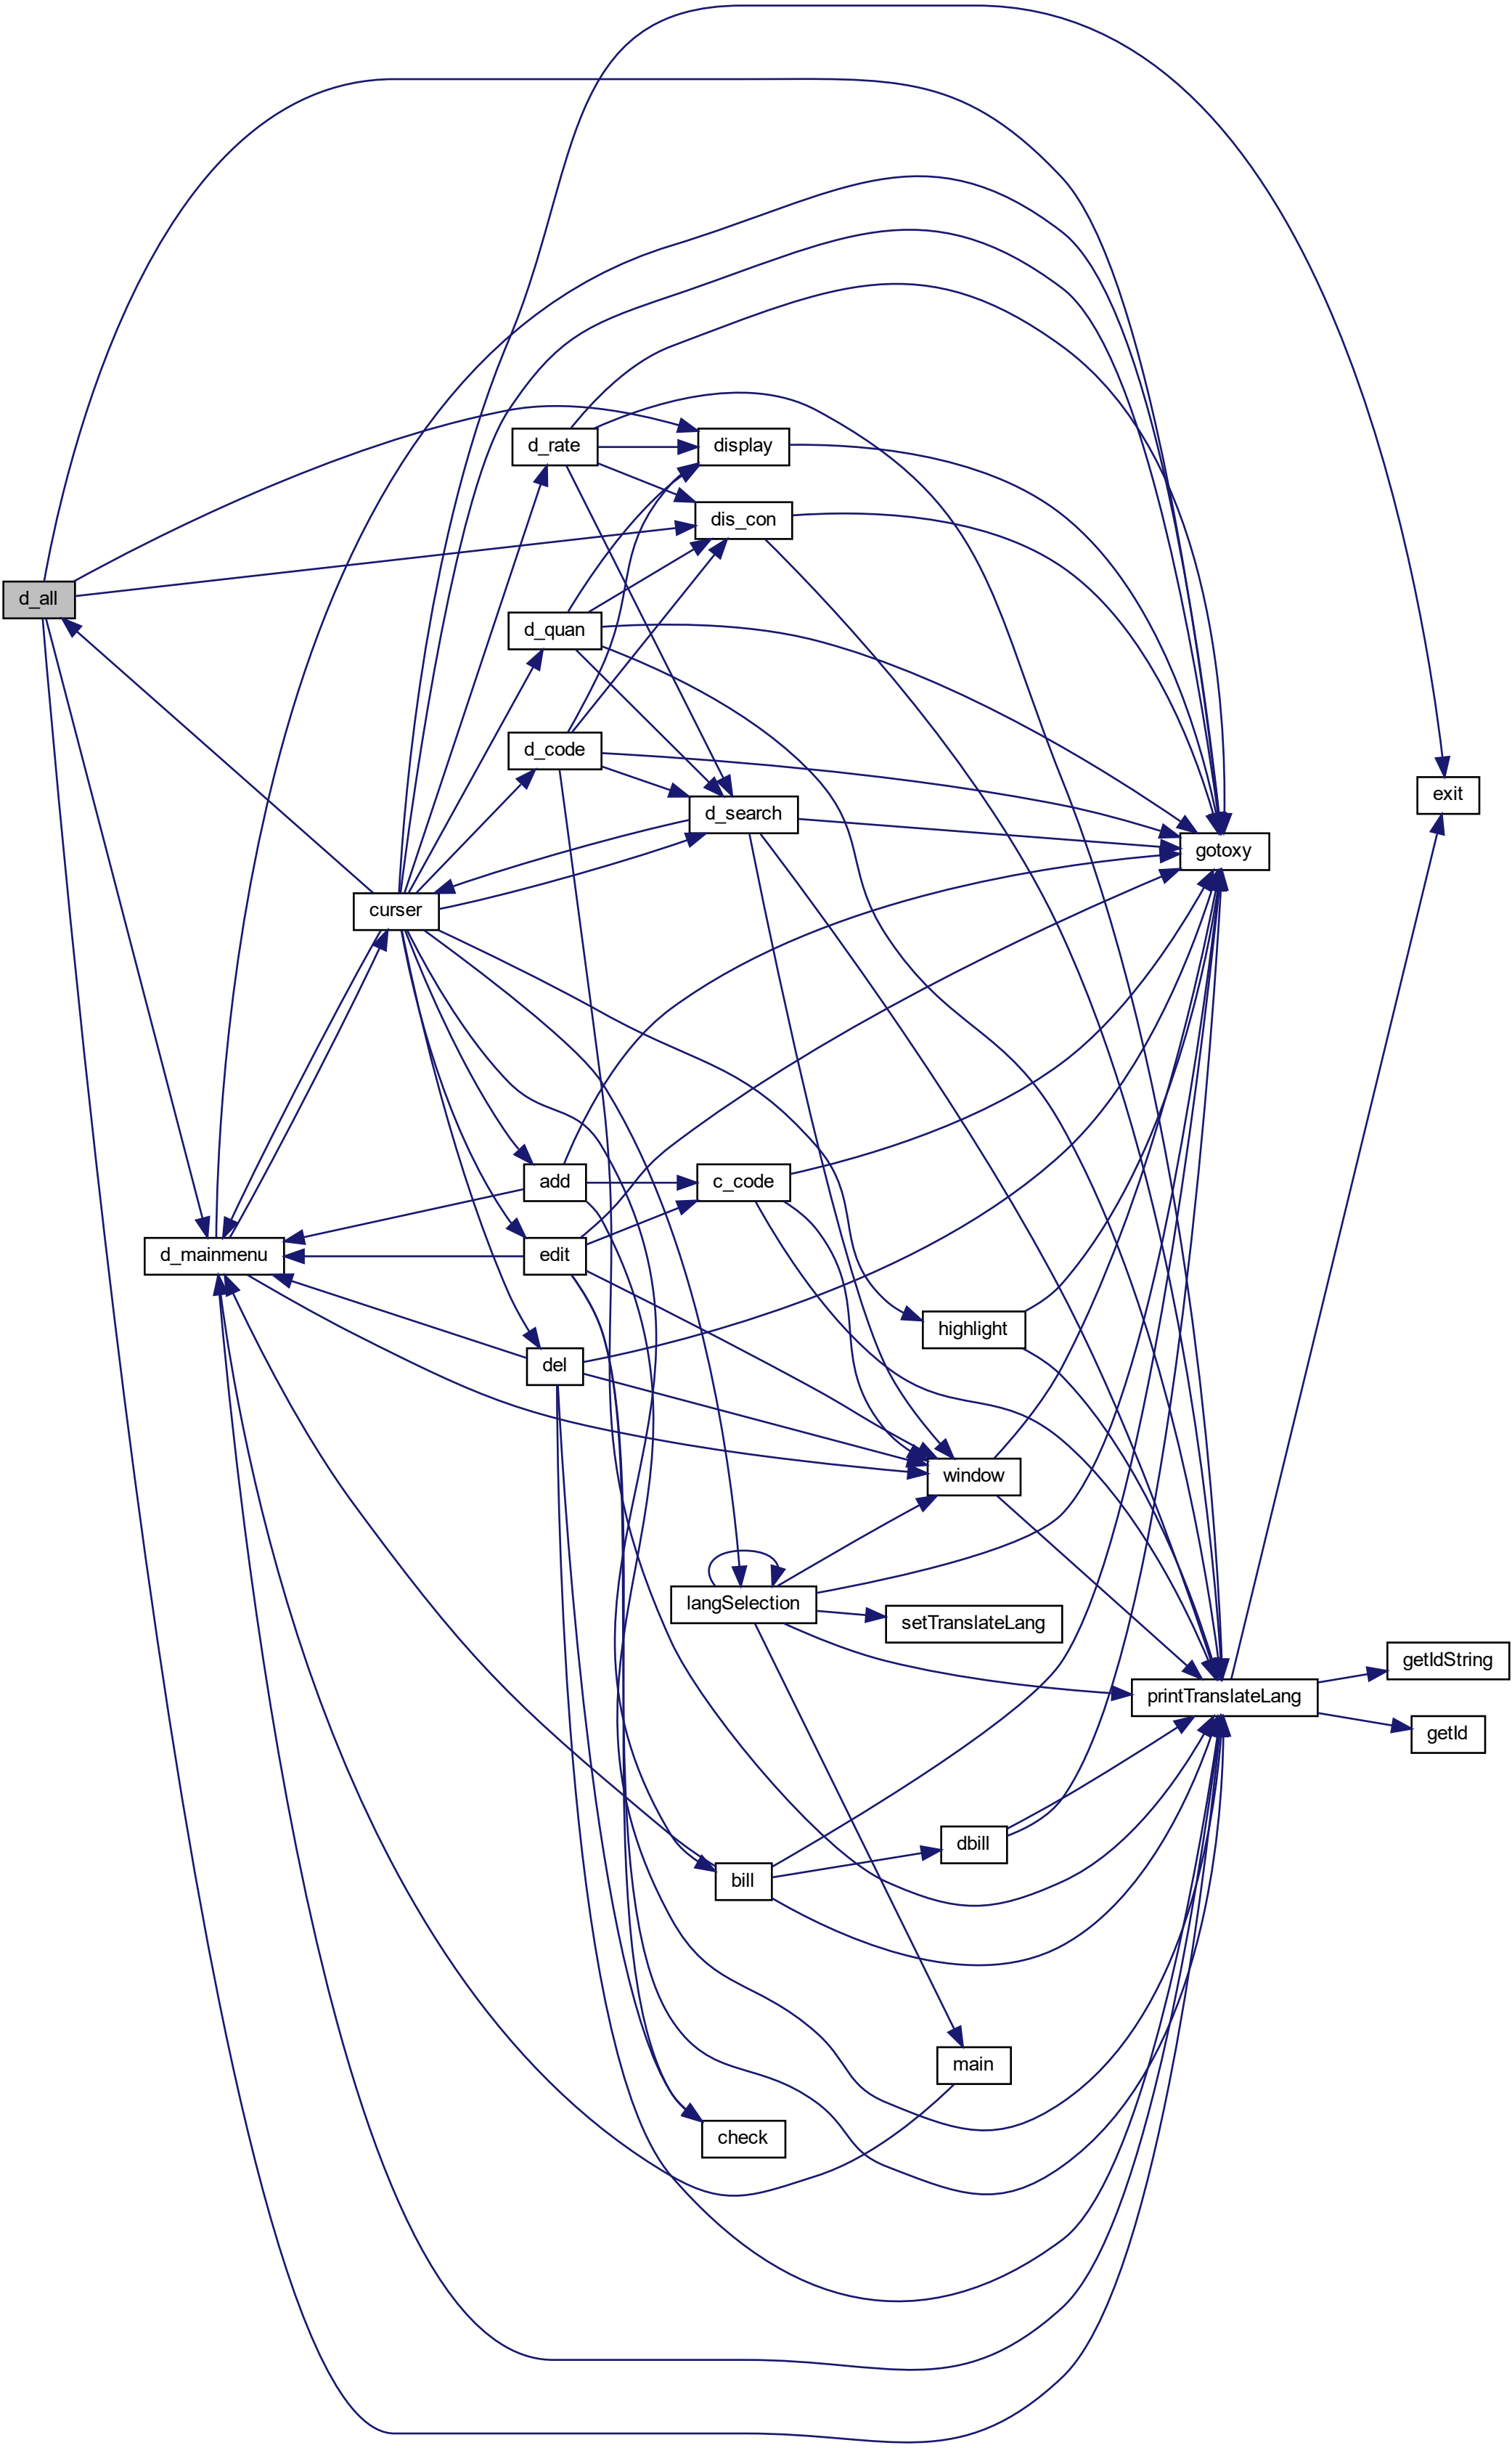 d_all
d_mainmenu
curser
d_rate
d_quan
d_code
add
edit
del
display
dis_con
d_search
c_code
langSelection
bill
check
highlight
window
setTranslateLang
dbill
main
gotoxy
printTranslateLang
exit
getIdString
getId